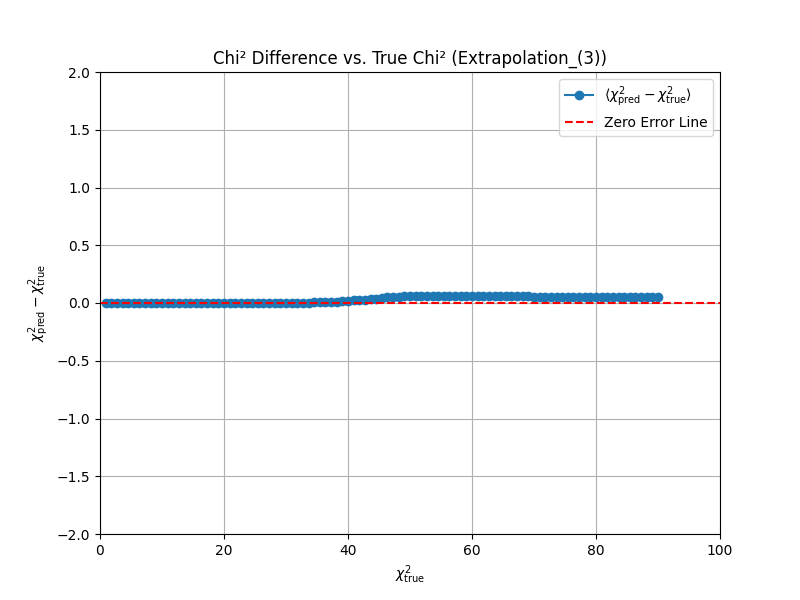 Chi² Difference vs. True Chi² (Extrapolation_(3))
2.0
1.5
1.0
0.5
0.0
−0.5
−1.0
−1.5
−2.0
χ²pred − χ²true
⟨χ²pred − χ²true⟩
Zero Error Line
0 20 40 60 80 100
χ²true